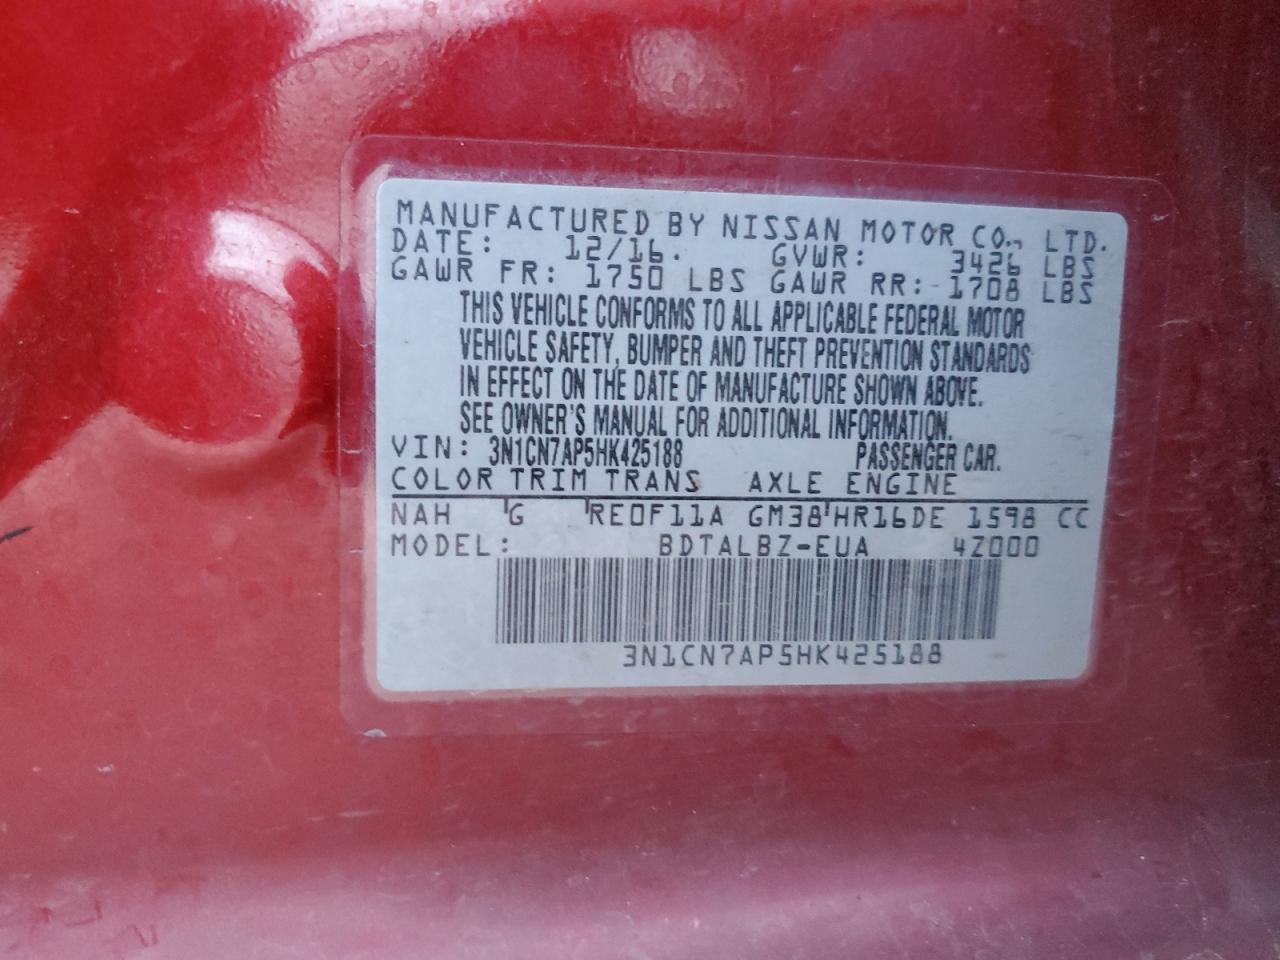 MANUFACTURED BY NISSAN MOTOR CO., LTD.
DATE: 12/16. GVWR: 3426 LBS
GAWR FR: 1750 LBS GAWR RR: 1708 LBS
THIS VEHICLE CONFORMS TO ALL APPLICABLE FEDERAL MOTOR
VEHICLE SAFETY, BUMPER AND THEFT PREVENTION STANDARDS
IN EFFECT ON THE DATE OF MANUFACTURE SHOWN ABOVE.
SEE OWNER'S MANUAL FOR ADDITIONAL INFORMATION.
VIN: 3N1CN7AP5HK425188 PASSENGER CAR.
COLOR TRIM TRANS AXLE ENGINE
NAH G RE0F11A GM38 HR16DE 1598 CC
MODEL: BDTALBZ-EUA 4Z000
3N1CN7AP5HK425188